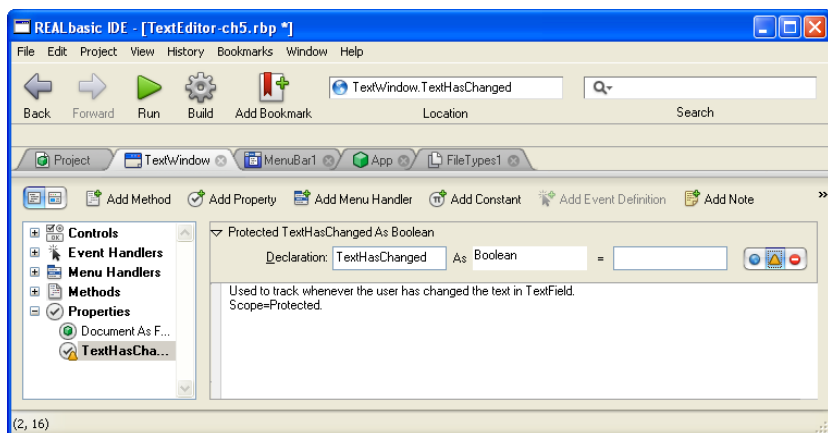 REALbasic IDE - [TextEditor-ch5.rbp *]
File Edit Project View History Bookmarks Window Help
TextWindow.TextHasChanged
Back Forward Run Build Add Bookmark Location Search
Project TextWindow MenuBar1 App FileTypes1
Add Method Add Property Add Menu Handler Add Constant Add Event Definition Add Note »
Controls
Event Handlers
Menu Handlers
Methods
Properties
Document As F...
TextHasCha...
Protected TextHasChanged As Boolean
Declaration: TextHasChanged As Boolean =
Used to track whenever the user has changed the text in TextField.
Scope=Protected.
(2, 16)